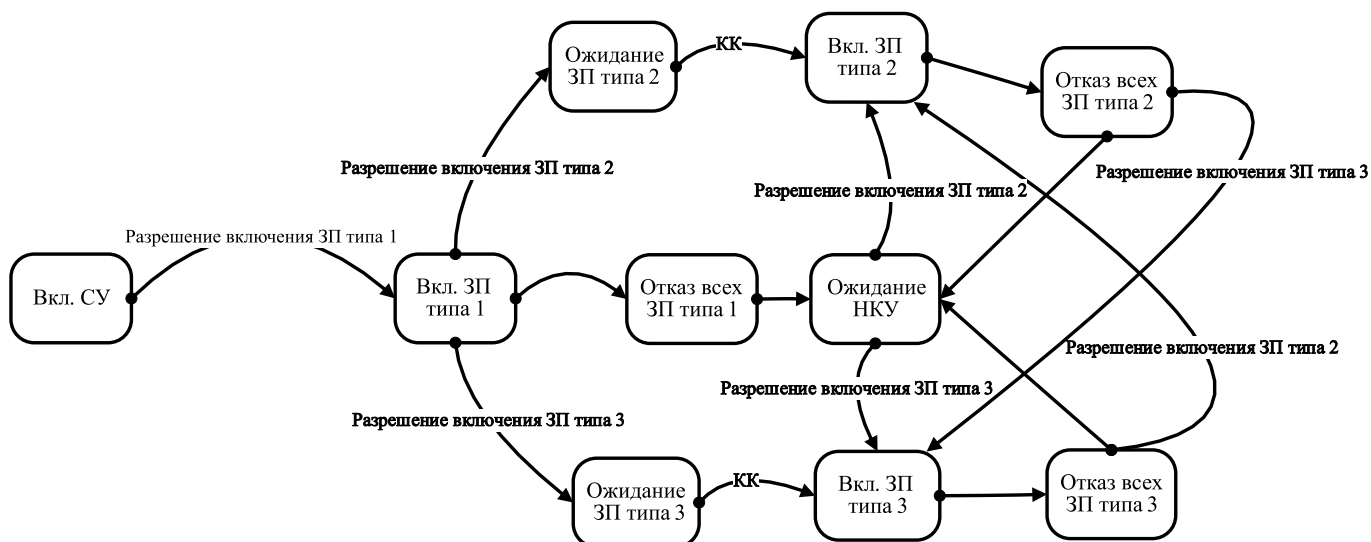 Ожидание
ЗП типа 2
КК
Вкл. ЗП
типа 2
Отказ всех
ЗП типа 2
Разрешение включения ЗП типа 2
Разрешение включения ЗП типа 2
Разрешение включения ЗП типа 3
Разрешение включения ЗП типа 1
Вкл. СУ
Вкл. ЗП
типа 1
Отказ всех
ЗП типа 1
Ожидание
НКУ
Разрешение включения ЗП типа 2
Разрешение включения ЗП типа 3
Разрешение включения ЗП типа 3
Ожидание
ЗП типа 3
КК
Вкл. ЗП
типа 3
Отказ всех
ЗП типа 3